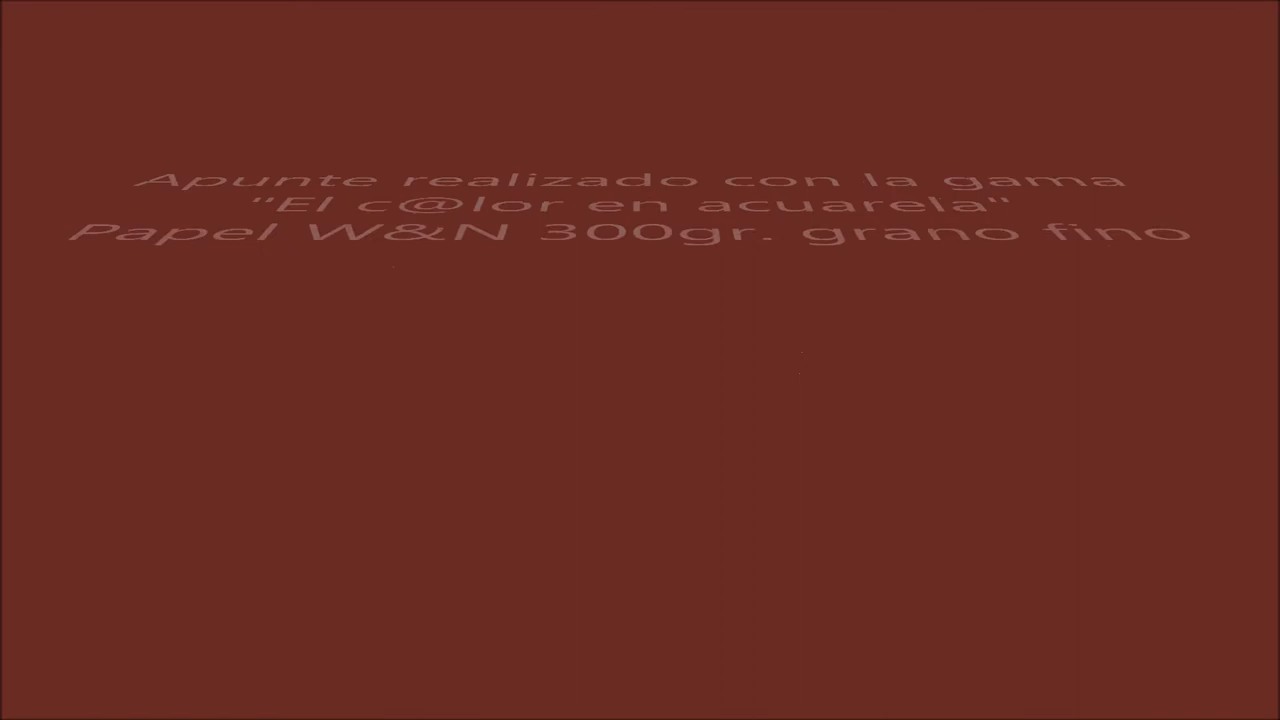 Apunte realizado con la gama
"El c@lor en acuarela"
Papel W&N 300gr. grano fino